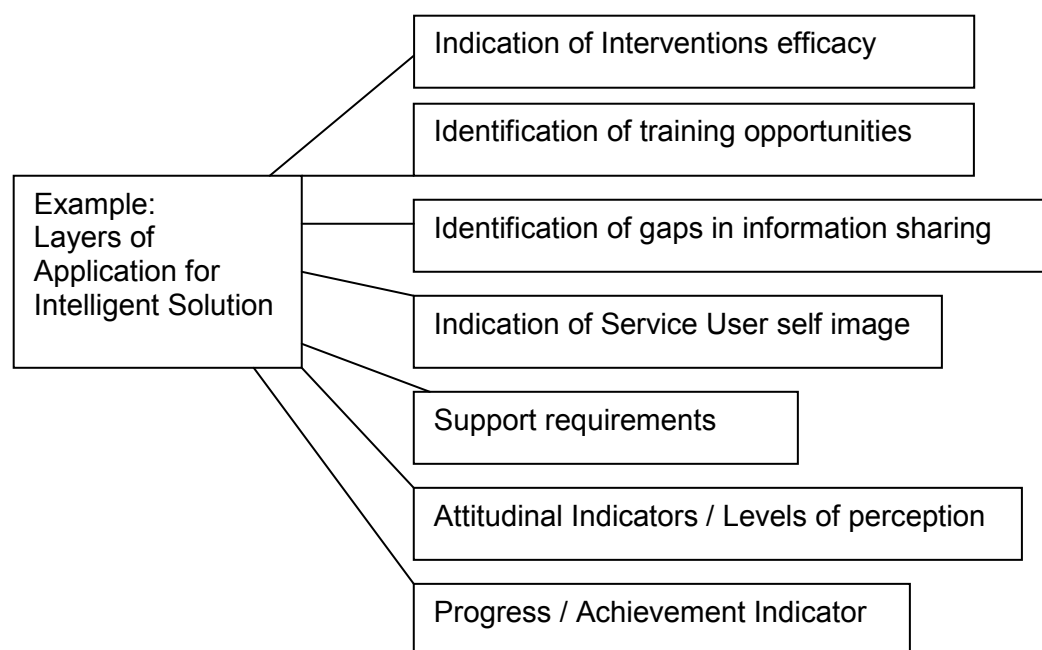 Indication of Interventions efficacy
Identification of training opportunities
Example:
Layers of
Application for
Intelligent Solution
Identification of gaps in information sharing
Indication of Service User self image
Support requirements
Attitudinal Indicators / Levels of perception
Progress / Achievement Indicator